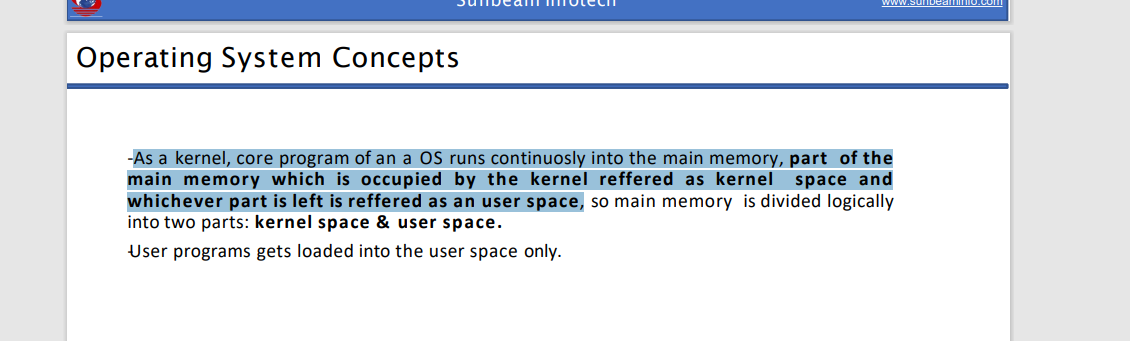 Sunbeam Infotech
www.sunbeaminfo.com
Operating System Concepts
-As a kernel, core program of an a OS runs continuosly into the main memory, part of the
main memory which is occupied by the kernel reffered as kernel space and
whichever part is left is reffered as an user space, so main memory is divided logically
into two parts: kernel space & user space.
-User programs gets loaded into the user space only.